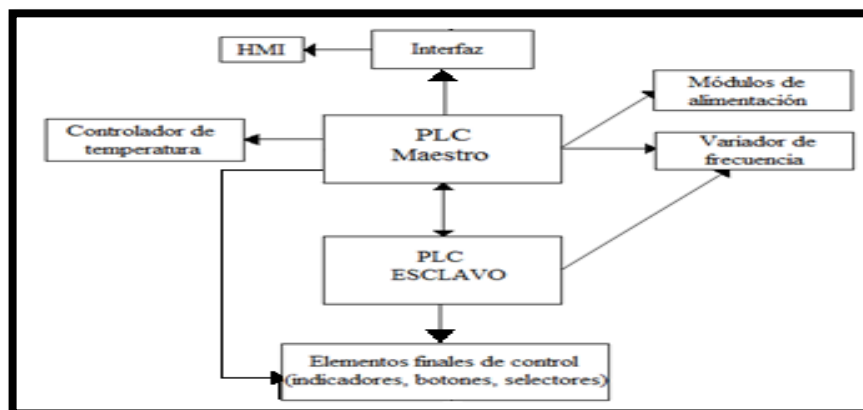 HMI
Interfaz
Módulos de
alimentación
Controlador de
temperatura
PLC
Maestro
Variador de
frecuencia
PLC
ESCLAVO
Elementos finales de control
(indicadores, botones, selectores)